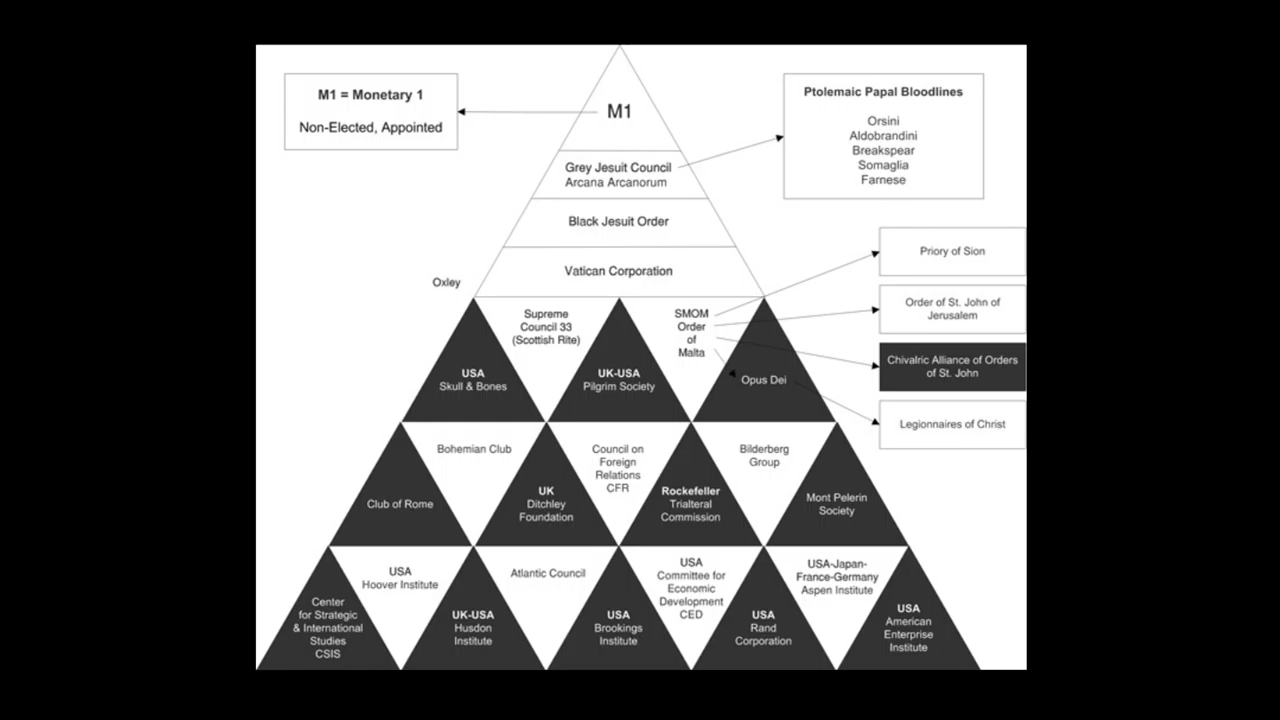 M1 = Monetary 1
Non-Elected, Appointed
M1
Ptolemaic Papal Bloodlines
Orsini
Aldobrandini
Breakspear
Somaglia
Farnese
Grey Jesuit Council
Arcana Arcanorum
Black Jesuit Order
Vatican Corporation
Oxley
Priory of Sion
Order of St. John of
Jerusalem
Chivalric Alliance of Orders
of St. John
Legionnaires of Christ
USA
Skull & Bones
Supreme
Council 33
(Scottish Rite)
UK-USA
Pilgrim Society
SMOM
Order
of
Malta
Opus Dei
Club of Rome
Bohemian Club
UK
Ditchley
Foundation
Council on
Foreign
Relations
CFR
Rockefeller
Trialteral
Commission
Bilderberg
Group
Mont Pelerin
Society
Center
for Strategic
& International
Studies
CSIS
USA
Hoover Institute
UK-USA
Husdon
Institute
Atlantic Council
USA
Brookings
Institute
USA
Committee for
Economic
Development
CED
USA
Rand
Corporation
USA-Japan-
France-Germany
Aspen Institute
USA
American
Enterprise
Institute